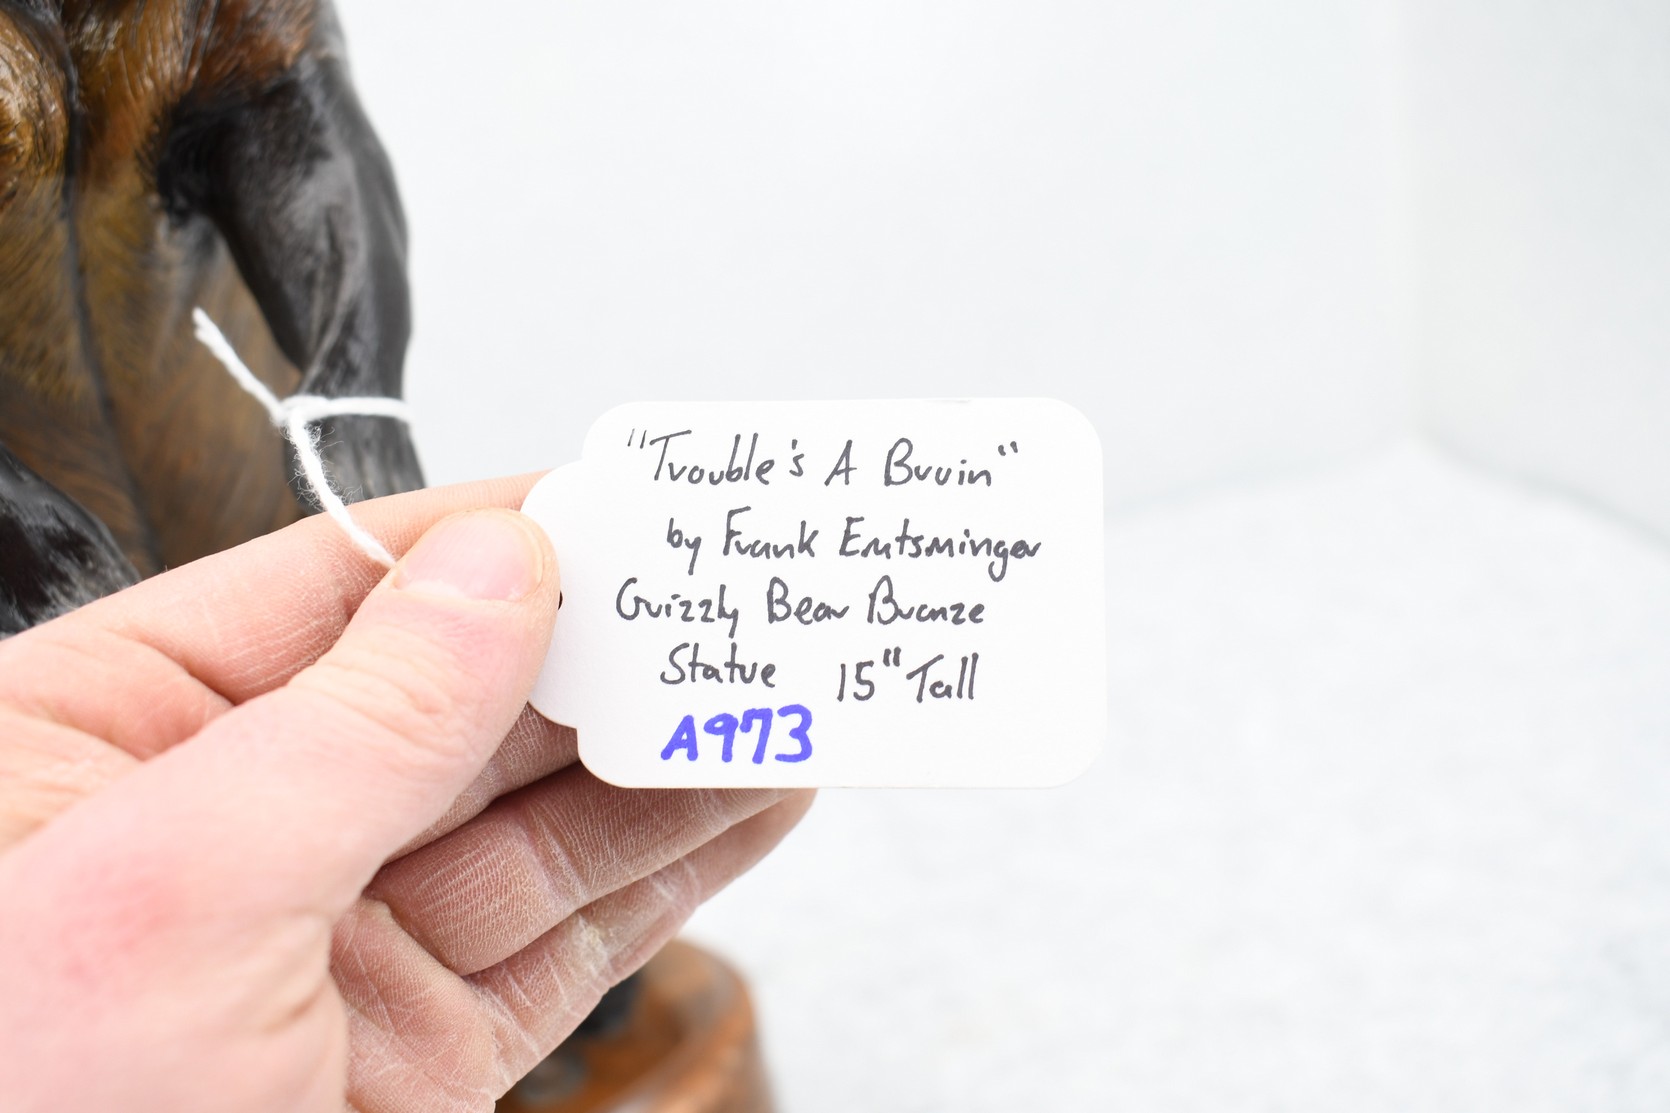 "Trouble's A Bruin"
by Frank Entsminger
Grizzly Bear Bronze
Statue 15" Tall
A973